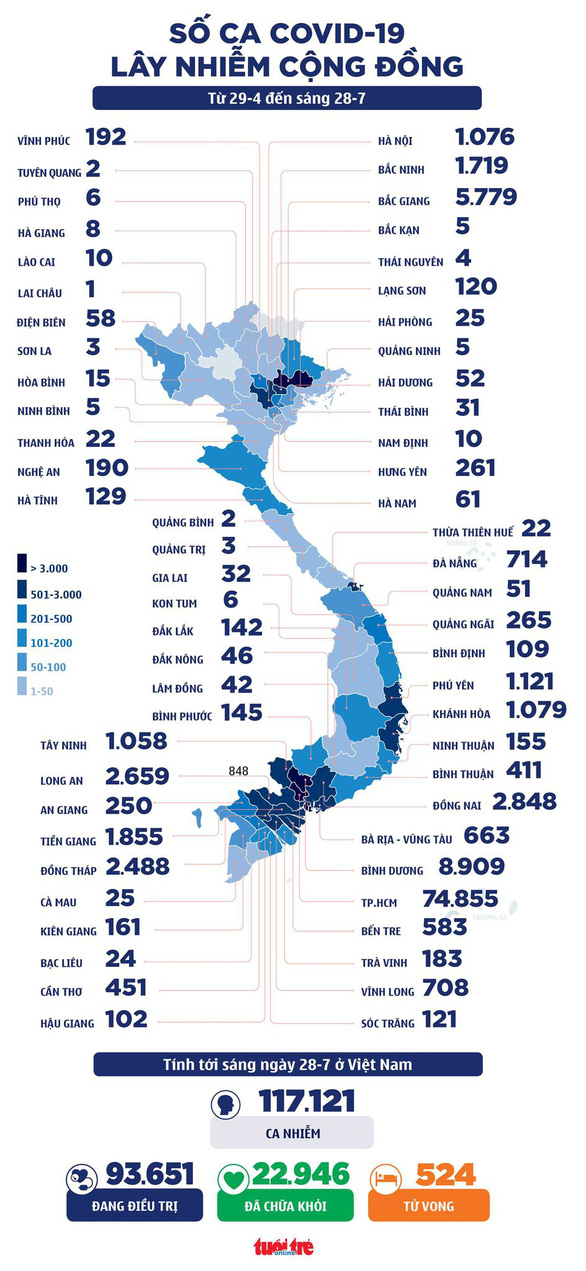 SỐ CA COVID-19
LÂY NHIỄM CỘNG ĐỒNG
Từ 29-4 đến sáng 28-7
VĨNH PHÚC 192
TUYÊN QUANG 2
PHÚ THỌ 6
HÀ GIANG 8
LÀO CAI 10
LAI CHÂU 1
ĐIỆN BIÊN 58
SƠN LA 3
HÒA BÌNH 15
NINH BÌNH 5
THANH HÓA 22
NGHỆ AN 190
HÀ TĨNH 129
HÀ NỘI 1.076
BẮC NINH 1.719
BẮC GIANG 5.779
BẮC KẠN 5
THÁI NGUYÊN 4
LẠNG SƠN 120
HẢI PHÒNG 25
QUẢNG NINH 5
HẢI DƯƠNG 52
THÁI BÌNH 31
NAM ĐỊNH 10
HƯNG YÊN 261
HÀ NAM 61
QUẢNG BÌNH 2
QUẢNG TRỊ 3
GIA LAI 32
KON TUM 6
ĐẮK LẮK 142
ĐẮK NÔNG 46
LÂM ĐỒNG 42
BÌNH PHƯỚC 145
THỪA THIÊN HUẾ 22
ĐÀ NẴNG 714
QUẢNG NAM 51
QUẢNG NGÃI 265
BÌNH ĐỊNH 109
PHÚ YÊN 1.121
KHÁNH HÒA 1.079
NINH THUẬN 155
BÌNH THUẬN 411
ĐỒNG NAI 2.848
> 3.000
501-3.000
201-500
101-200
50-100
1-50
TÂY NINH 1.058
848
LONG AN 2.659
AN GIANG 250
TIỀN GIANG 1.855
ĐỒNG THÁP 2.488
CÀ MAU 25
KIÊN GIANG 161
BẠC LIÊU 24
CẦN THƠ 451
HẬU GIANG 102
BÀ RỊA - VŨNG TÀU 663
BÌNH DƯƠNG 8.909
TP.HCM 74.855
TRƯỜNG SA
BẾN TRE 583
TRÀ VINH 183
VĨNH LONG 708
SÓC TRĂNG 121
Tính tới sáng ngày 28-7 ở Việt Nam
117.121
CA NHIỄM
93.651
ĐANG ĐIỀU TRỊ
22.946
ĐÃ CHỮA KHỎI
524
TỬ VONG
tuổi trẻ
online